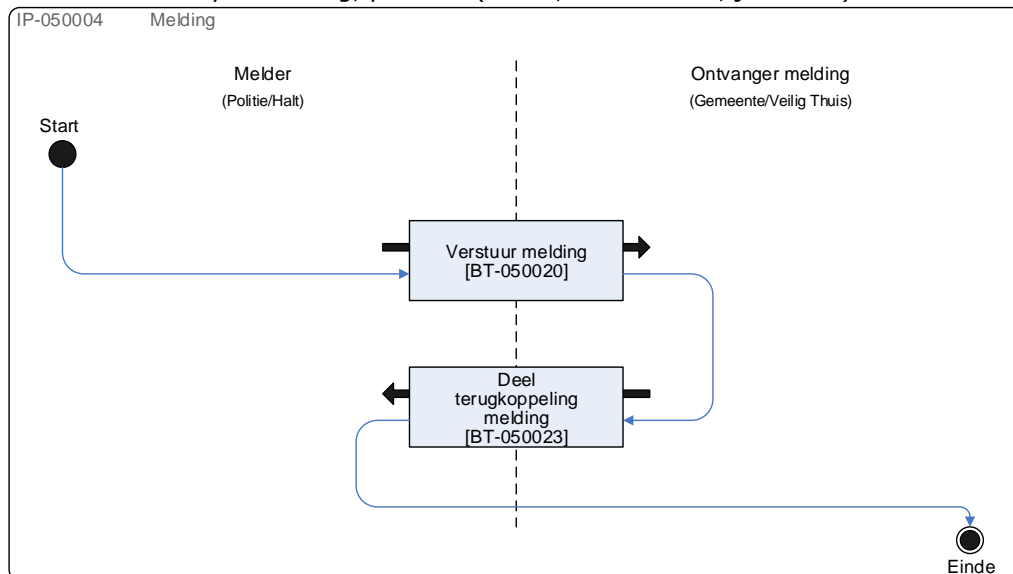 IP-050004 Melding
Melder
(Politie/Halt)
Ontvanger melding
(Gemeente/Veilig Thuis)
Start
Verstuur melding
[BT-050020]
Deel
terugkoppeling
melding
[BT-050023]
Einde